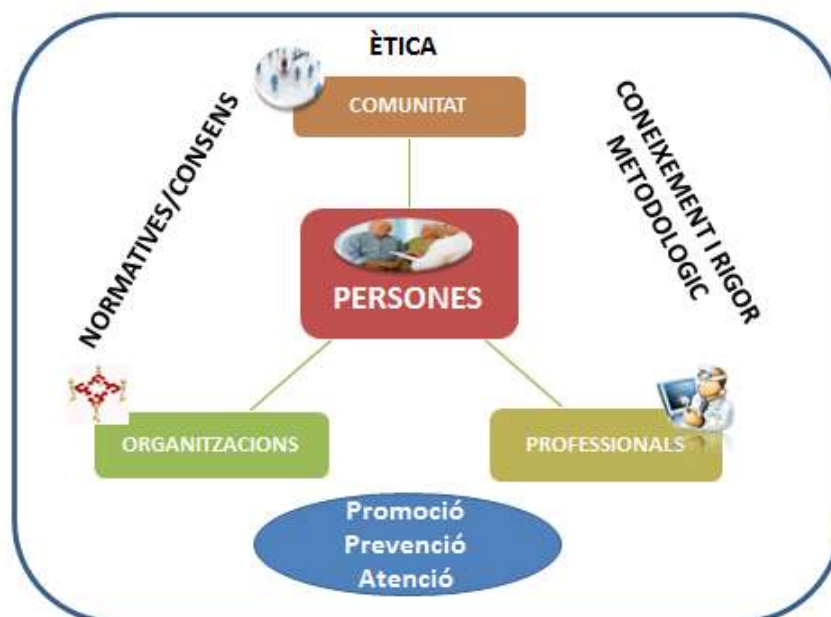 ÈTICA
COMUNITAT
NORMATIVES/CONSENS
CONEIXEMENT I RIGOR
METODOLOGIC
PERSONES
ORGANITZACIONS
PROFESSIONALS
Promoció
Prevenció
Atenció